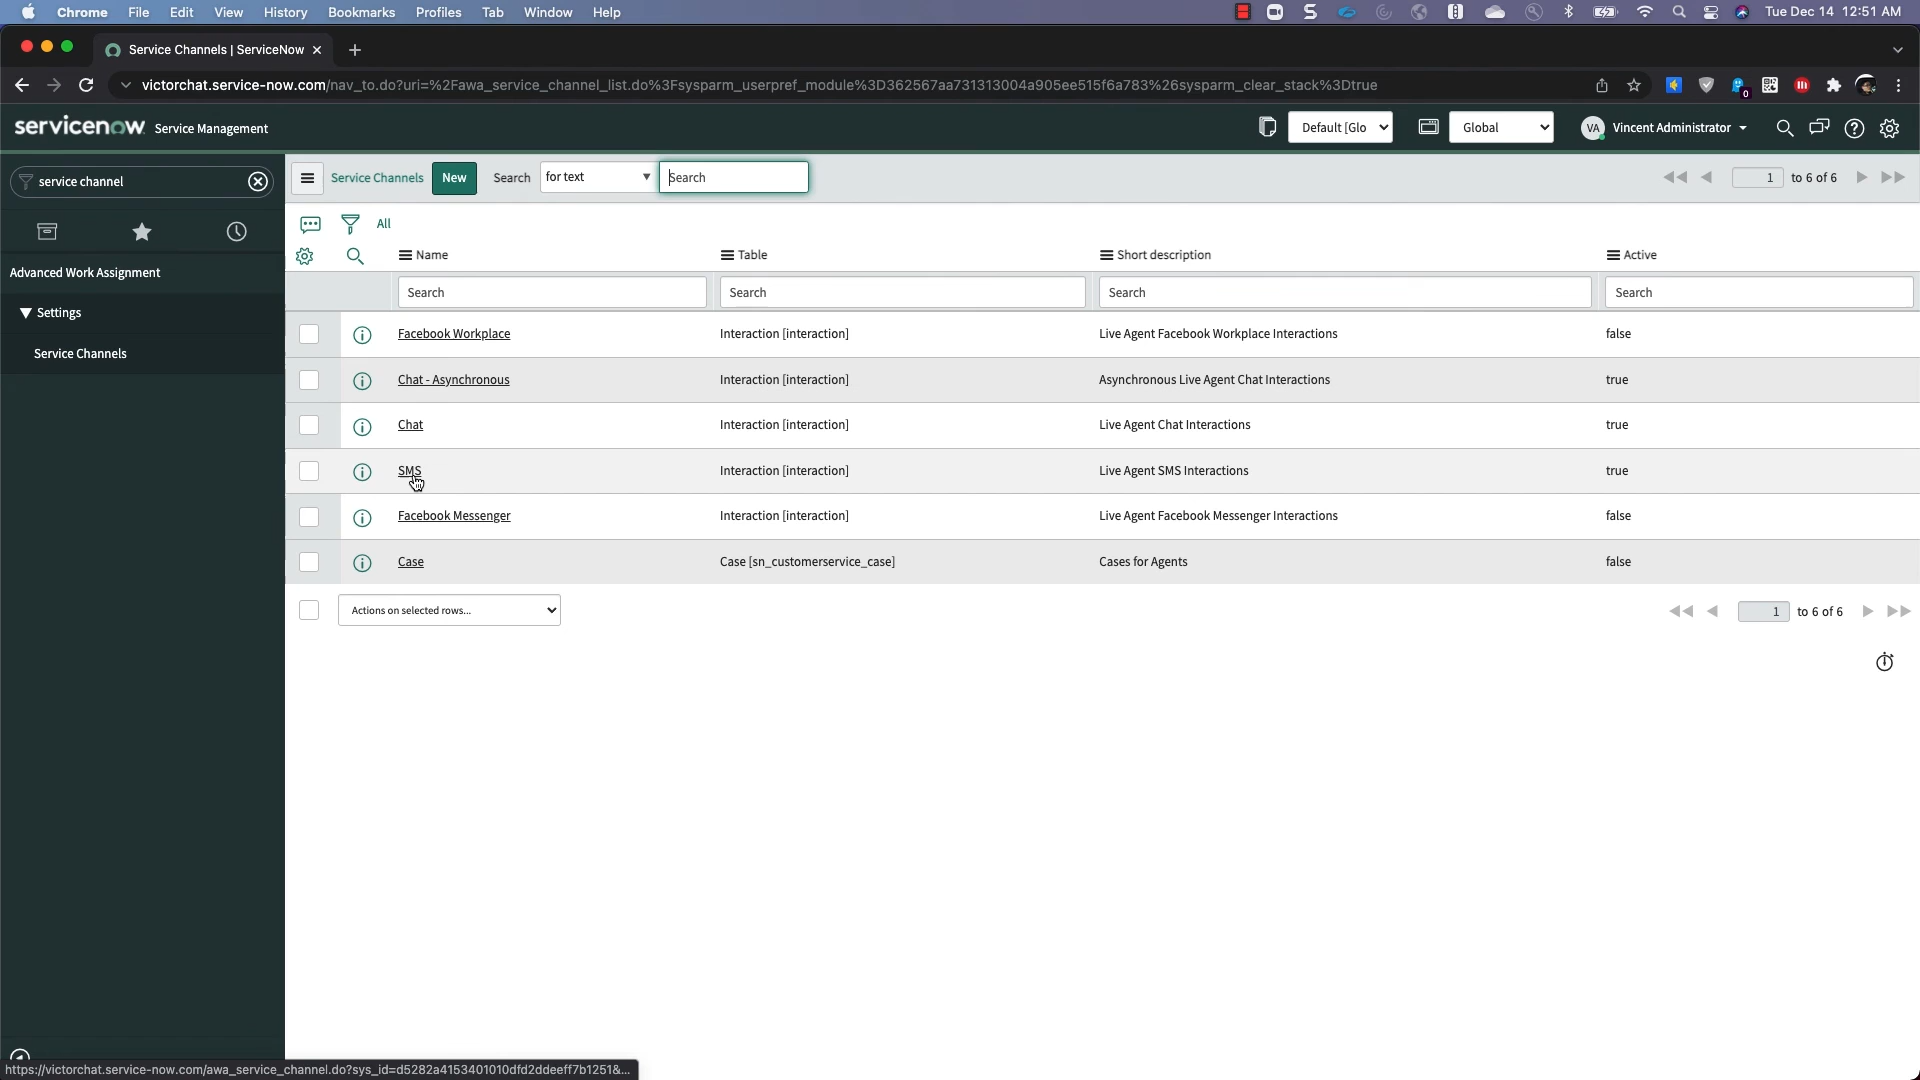 Chrome File Edit View History Bookmarks Profiles Tab Window Help Tue Dec 14 12:51 AM
Service Channels | ServiceNow
victorchat.service-now.com/nav_to.do?uri=%2Fawa_service_channel_list.do%3Fsysparm_userpref_module%3D362567aa731313004a905ee515f6a783%26sysparm_clear_stack%3Dtrue
0
servicenow Service Management Default [Glo Global VA Vincent Administrator
service channel
Service Channels New Search for text Search 1 to 6 of 6
All
Advanced Work Assignment
Settings
Service Channels
Name Table Short description Active
Search Search Search Search
Facebook Workplace Interaction [interaction] Live Agent Facebook Workplace Interactions false
Chat - Asynchronous Interaction [interaction] Asynchronous Live Agent Chat Interactions true
Chat Interaction [interaction] Live Agent Chat Interactions true
SMS Interaction [interaction] Live Agent SMS Interactions true
Facebook Messenger Interaction [interaction] Live Agent Facebook Messenger Interactions false
Case Case [sn_customerservice_case] Cases for Agents false
Actions on selected rows... 1 to 6 of 6
https://victorchat.service-now.com/awa_service_channel.do?sys_id=d5282a4153401010dfd2ddeeff7b1251&...